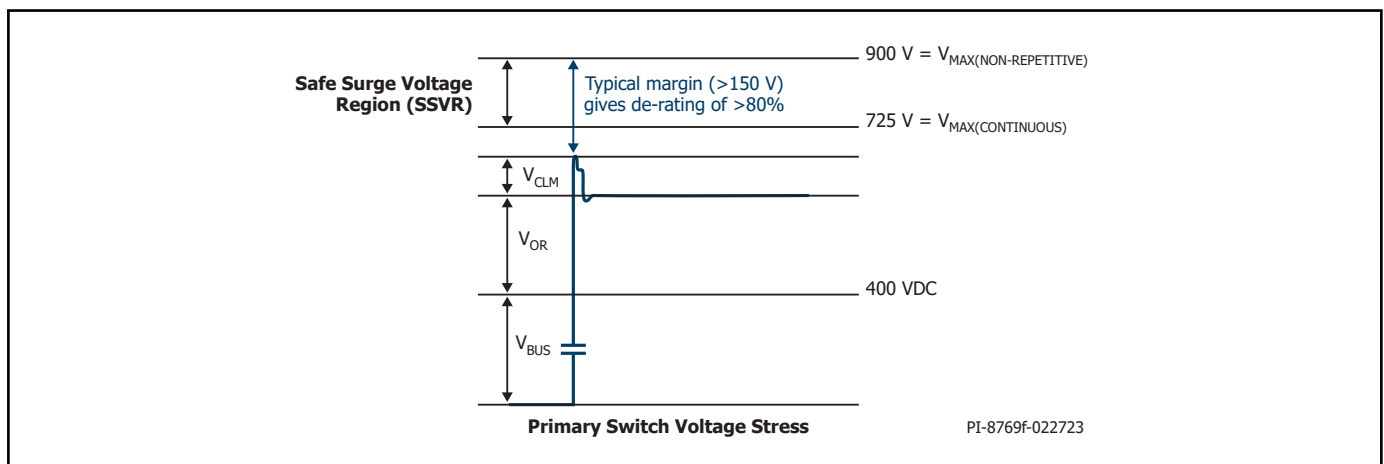 900 V = VMAX(NON-REPETITIVE)
Safe Surge Voltage
Region (SSVR)
Typical margin (>150 V)
gives de-rating of >80%
725 V = VMAX(CONTINUOUS)
VCLM
VOR
400 VDC
VBUS
Primary Switch Voltage Stress
PI-8769f-022723